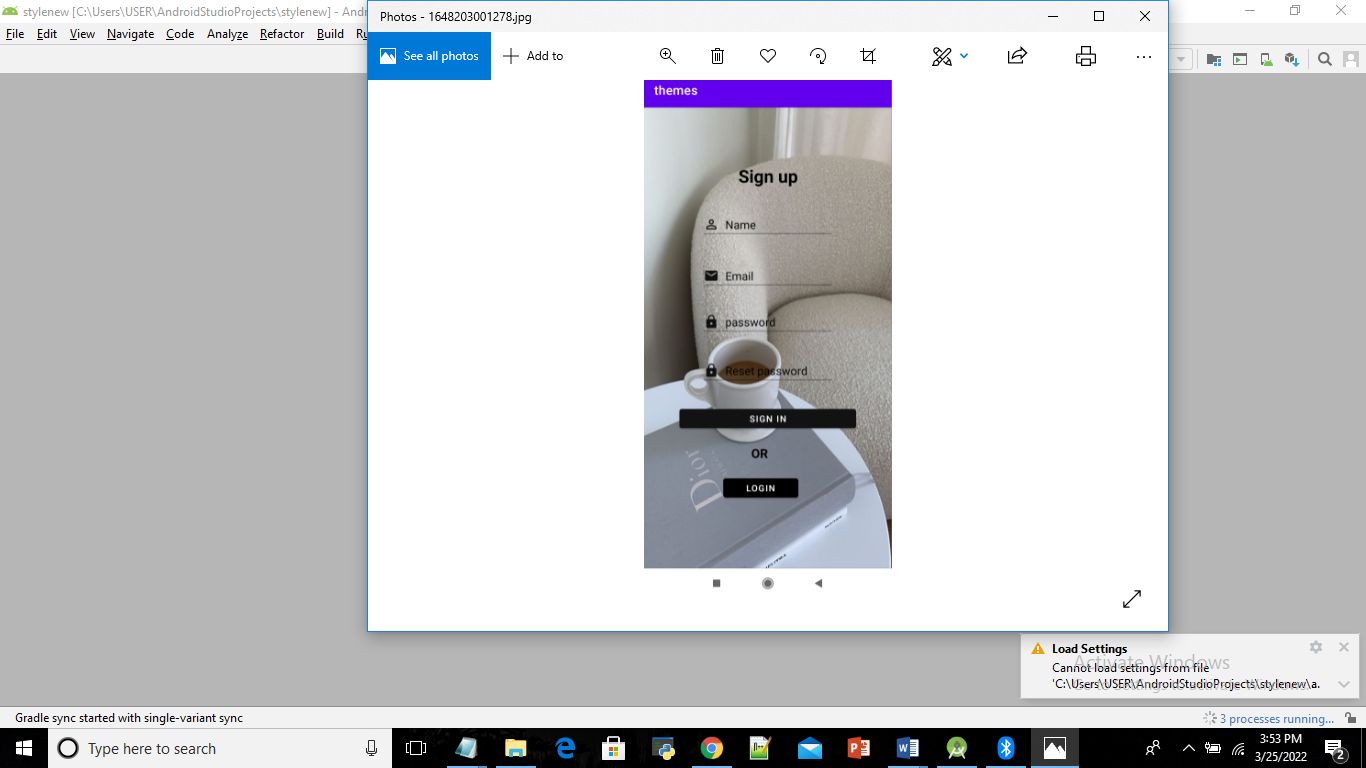 stylenew [C:\Users\USER\AndroidStudioProjects\stylenew] - And
Photos - 1648203001278.jpg
File Edit View Navigate Code Analyze Refactor Build
See all photos
Add to
themes
Sign up
Name
Email
password
Reset password
SIGN IN
OR
LOGIN
Dior
Load Settings
Activate Windows
Cannot load settings from file
'C:\Users\USER\AndroidStudioProjects\stylenew\a.
Gradle sync started with single-variant sync
3 processes running...
Type here to search
3:53 PM
3/25/2022
2